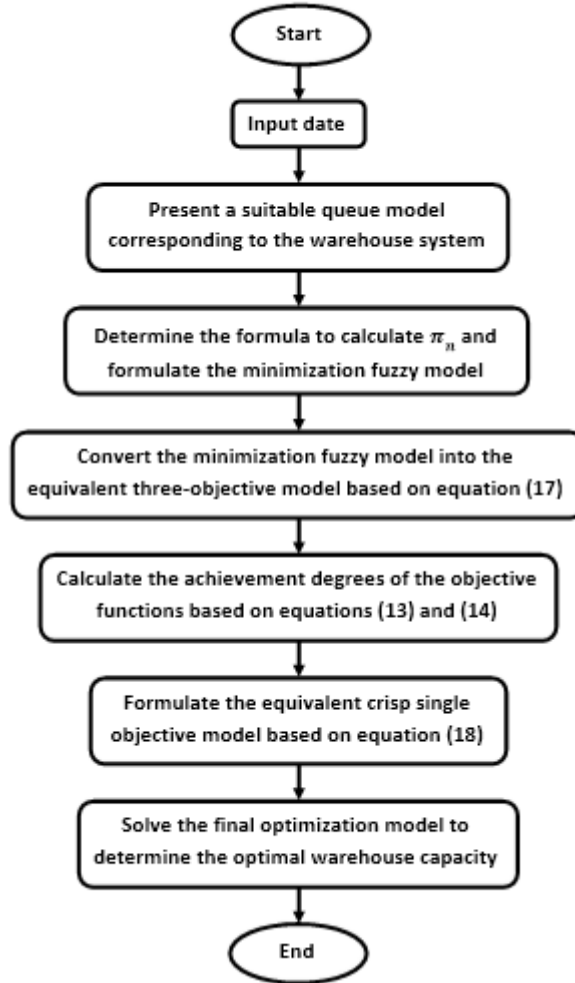 Start
Input date
Present a suitable queue model
corresponding to the warehouse system
Determine the formula to calculate πₙ and
formulate the minimization fuzzy model
Convert the minimization fuzzy model into the
equivalent three-objective model based on equation (17)
Calculate the achievement degrees of the objective
functions based on equations (13) and (14)
Formulate the equivalent crisp single
objective model based on equation (18)
Solve the final optimization model to
determine the optimal warehouse capacity
End